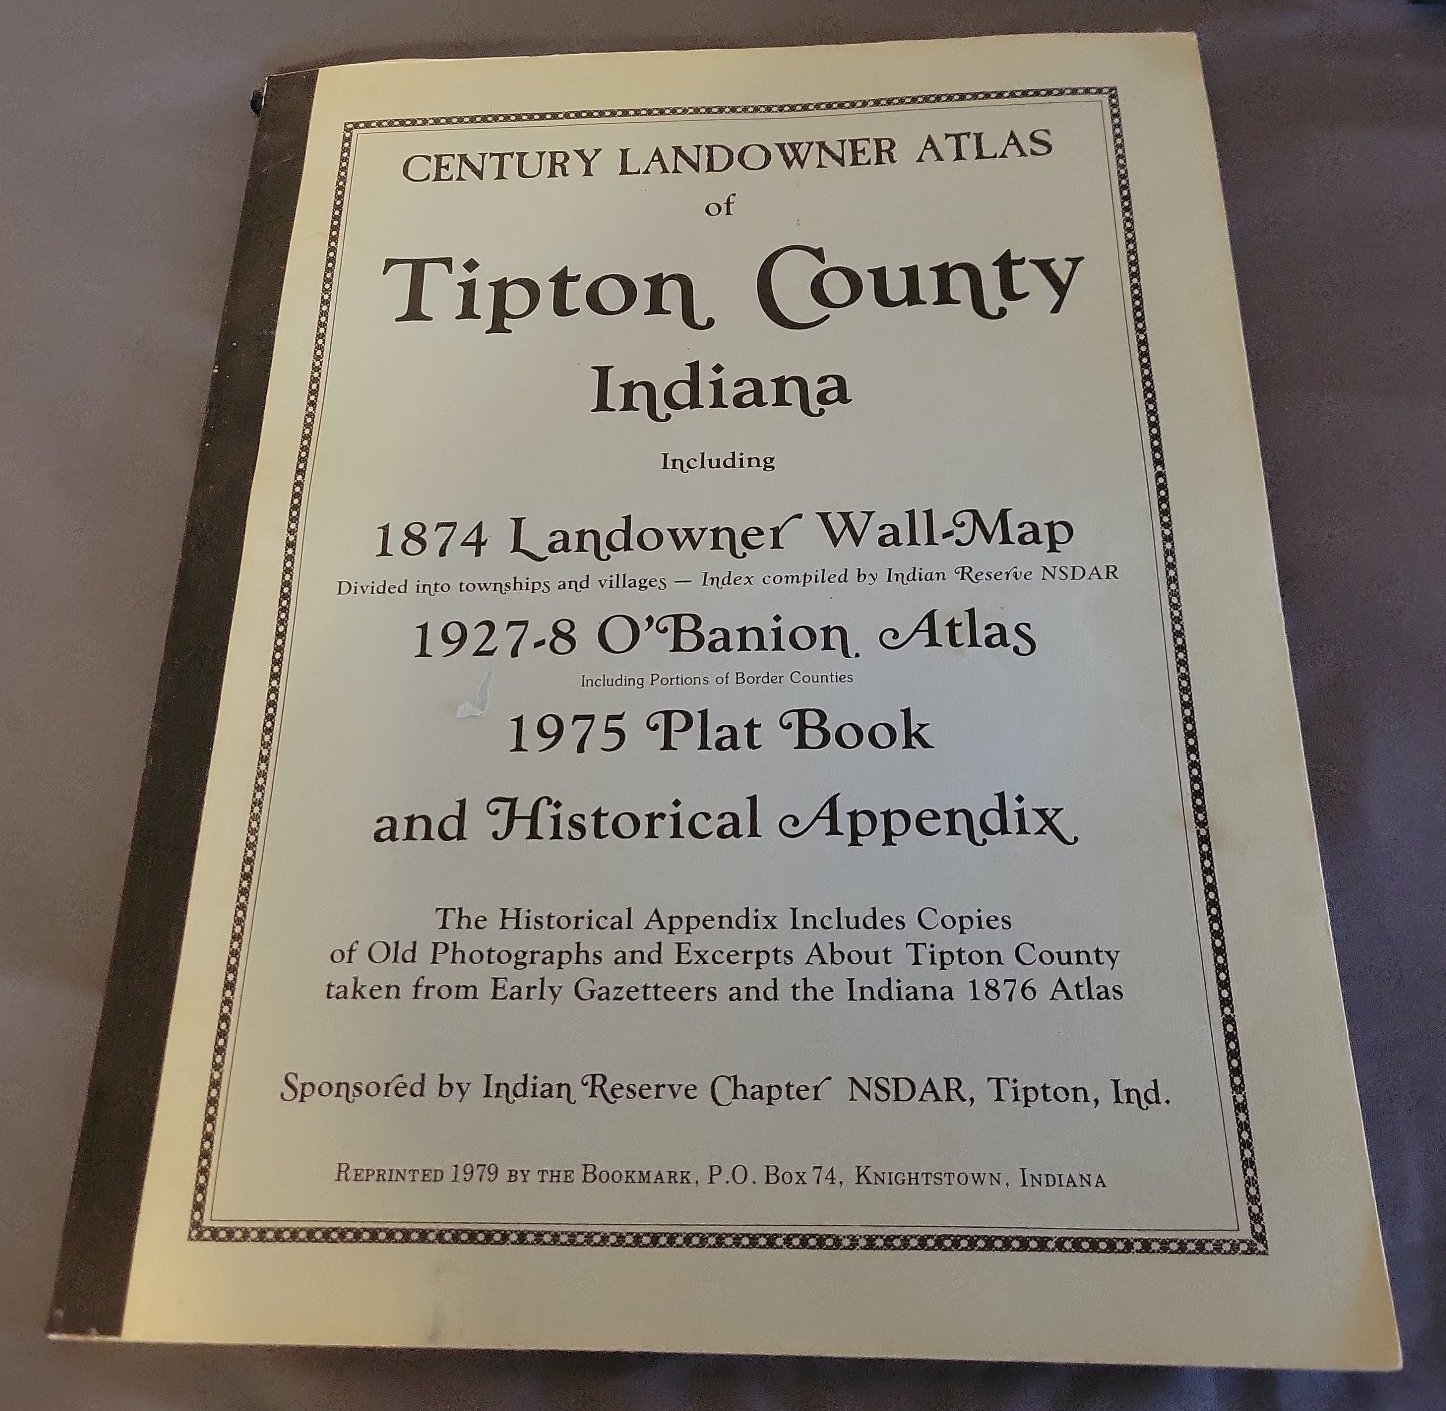 CENTURY LANDOWNER ATLAS
of
Tipton County
Indiana
Including
1874 Landowner Wall-Map
Divided into townships and villages — Index compiled by Indian Reserve NSDAR
1927-8 O'Banion Atlas
Including Portions of Border Counties
1975 Plat Book
and Historical Appendix
The Historical Appendix Includes Copies
of Old Photographs and Excerpts About Tipton County
taken from Early Gazetteers and the Indiana 1876 Atlas
Sponsored by Indian Reserve Chapter NSDAR, Tipton, Ind.
Reprinted 1979 by the Bookmark, P.O. Box 74, Knightstown, Indiana